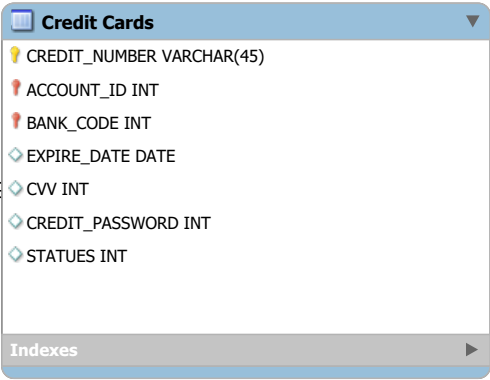 Credit Cards
CREDIT_NUMBER VARCHAR(45)
ACCOUNT_ID INT
BANK_CODE INT
EXPIRE_DATE DATE
CVV INT
CREDIT_PASSWORD INT
STATUES INT
Indexes